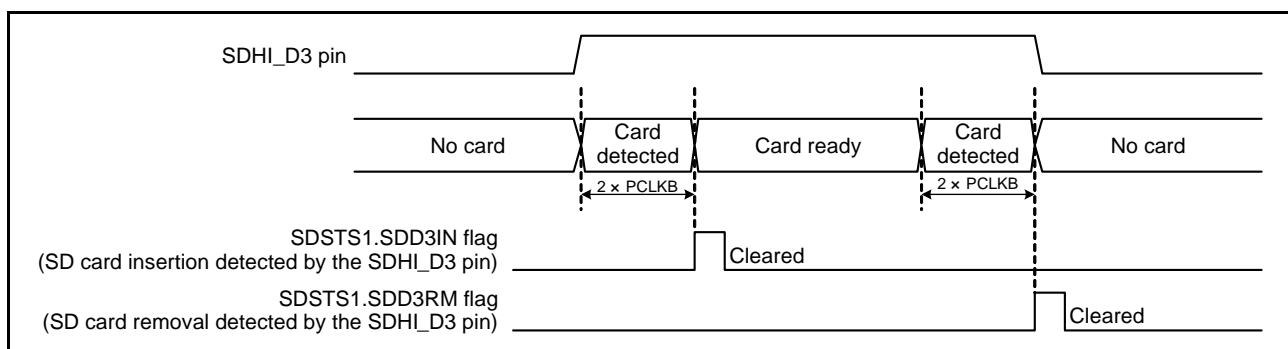 SDHI_D3 pin
No card
Card
detected
Card ready
Card
detected
No card
2 × PCLKB
2 × PCLKB
SDSTS1.SDD3IN flag
(SD card insertion detected by the SDHI_D3 pin)
Cleared
SDSTS1.SDD3RM flag
(SD card removal detected by the SDHI_D3 pin)
Cleared